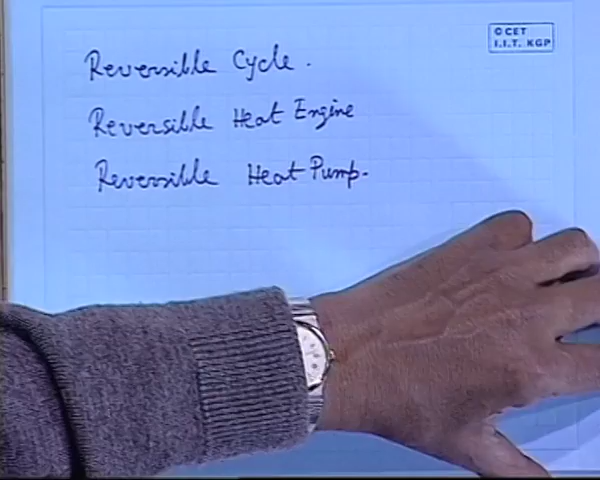 © CET
I.I.T. KGP
Reversible Cycle.
Reversible Heat Engine
Reversible Heat Pump.